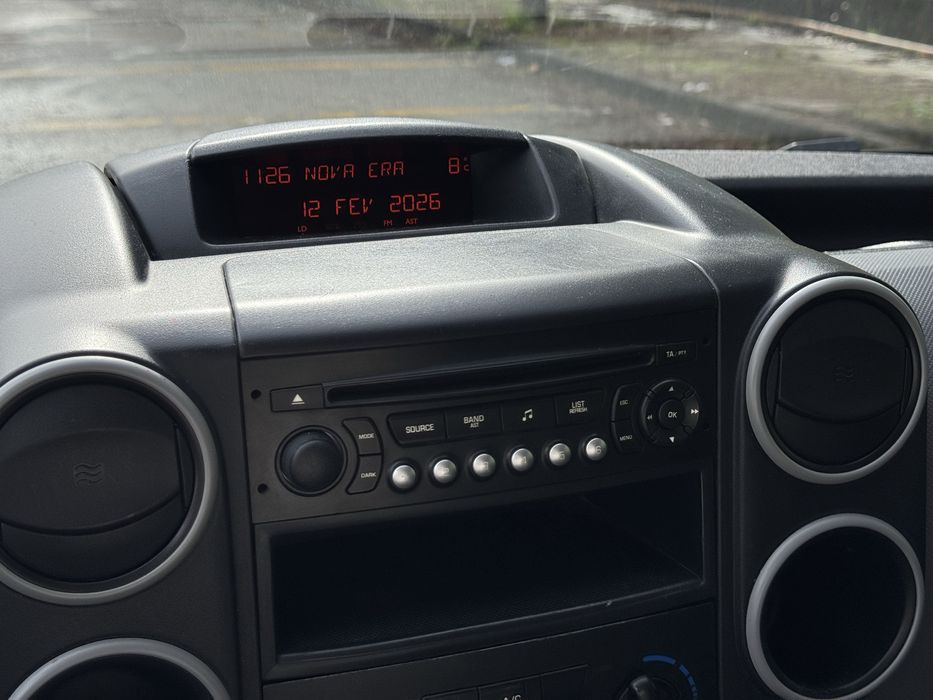 1126 NOVA ERA 8°C
12 FEV 2026
LO FM AST
TA / PTY
SOURCE
BAND
AST
LIST
REFRESH
MODE
DARK
ESC
MENU
OK
1 2 3 4 5 6
A/C